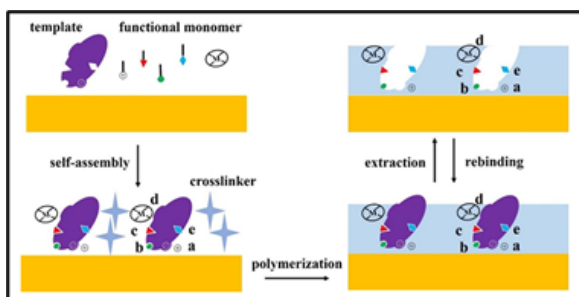 template functional monomer
M
self-assembly
crosslinker
M d
c e
b a
M
polymerization
M d
c e
b a
M
extraction rebinding
M d
c e
b a
M